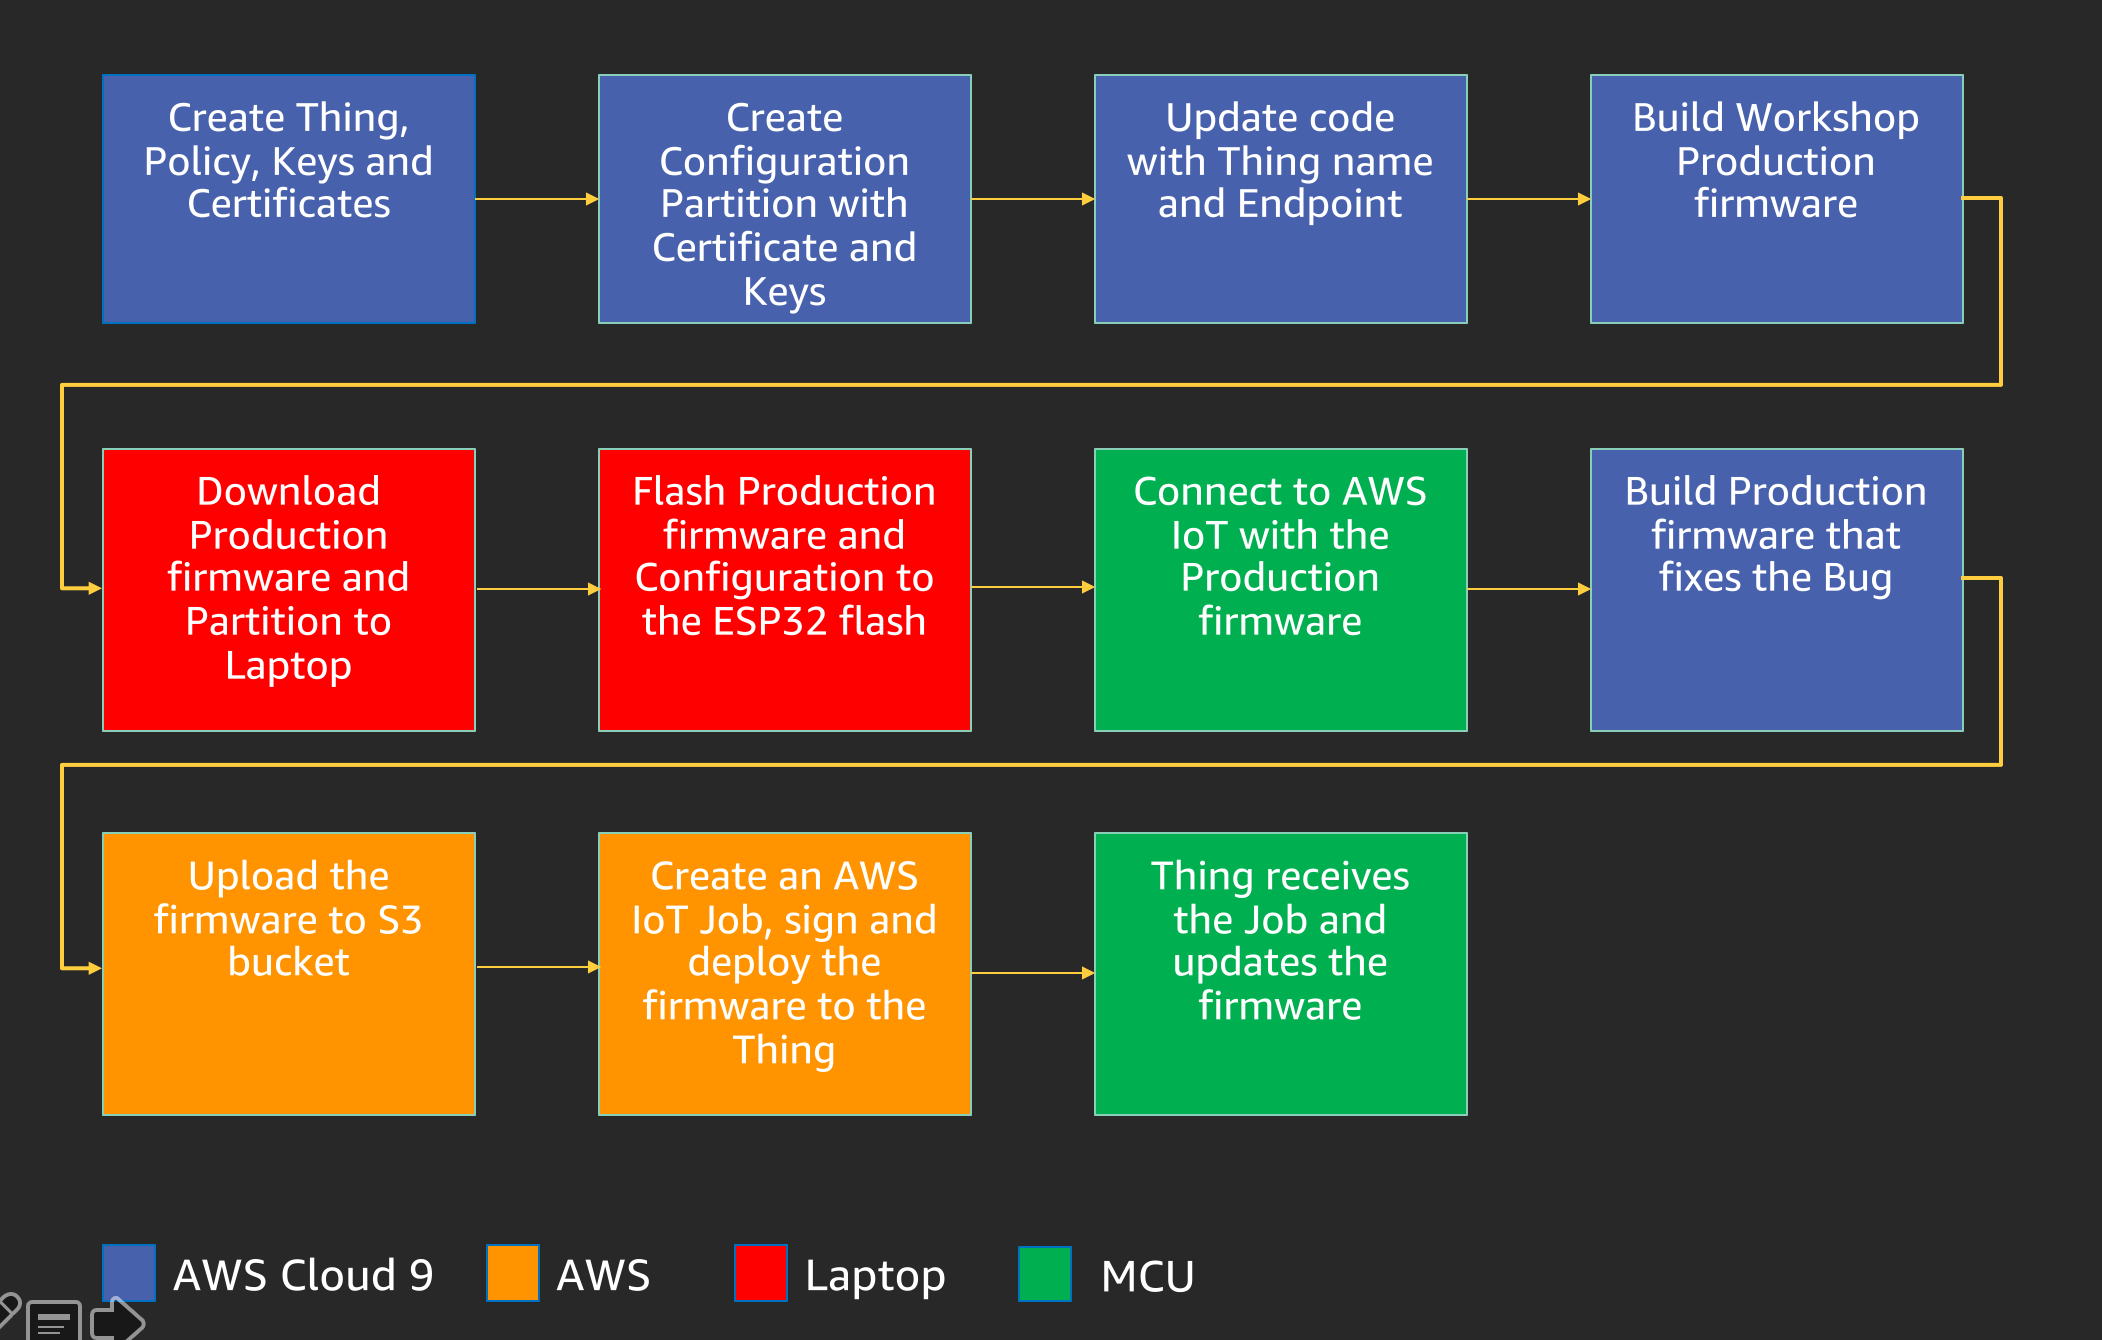 Create Thing,
Policy, Keys and
Certificates
Create
Configuration
Partition with
Certificate and
Keys
Update code
with Thing name
and Endpoint
Build Workshop
Production
firmware
Download
Production
firmware and
Partition to
Laptop
Flash Production
firmware and
Configuration to
the ESP32 flash
Connect to AWS
IoT with the
Production
firmware
Build Production
firmware that
fixes the Bug
Upload the
firmware to S3
bucket
Create an AWS
IoT Job, sign and
deploy the
firmware to the
Thing
Thing receives
the Job and
updates the
firmware
AWS Cloud 9
AWS
Laptop
MCU